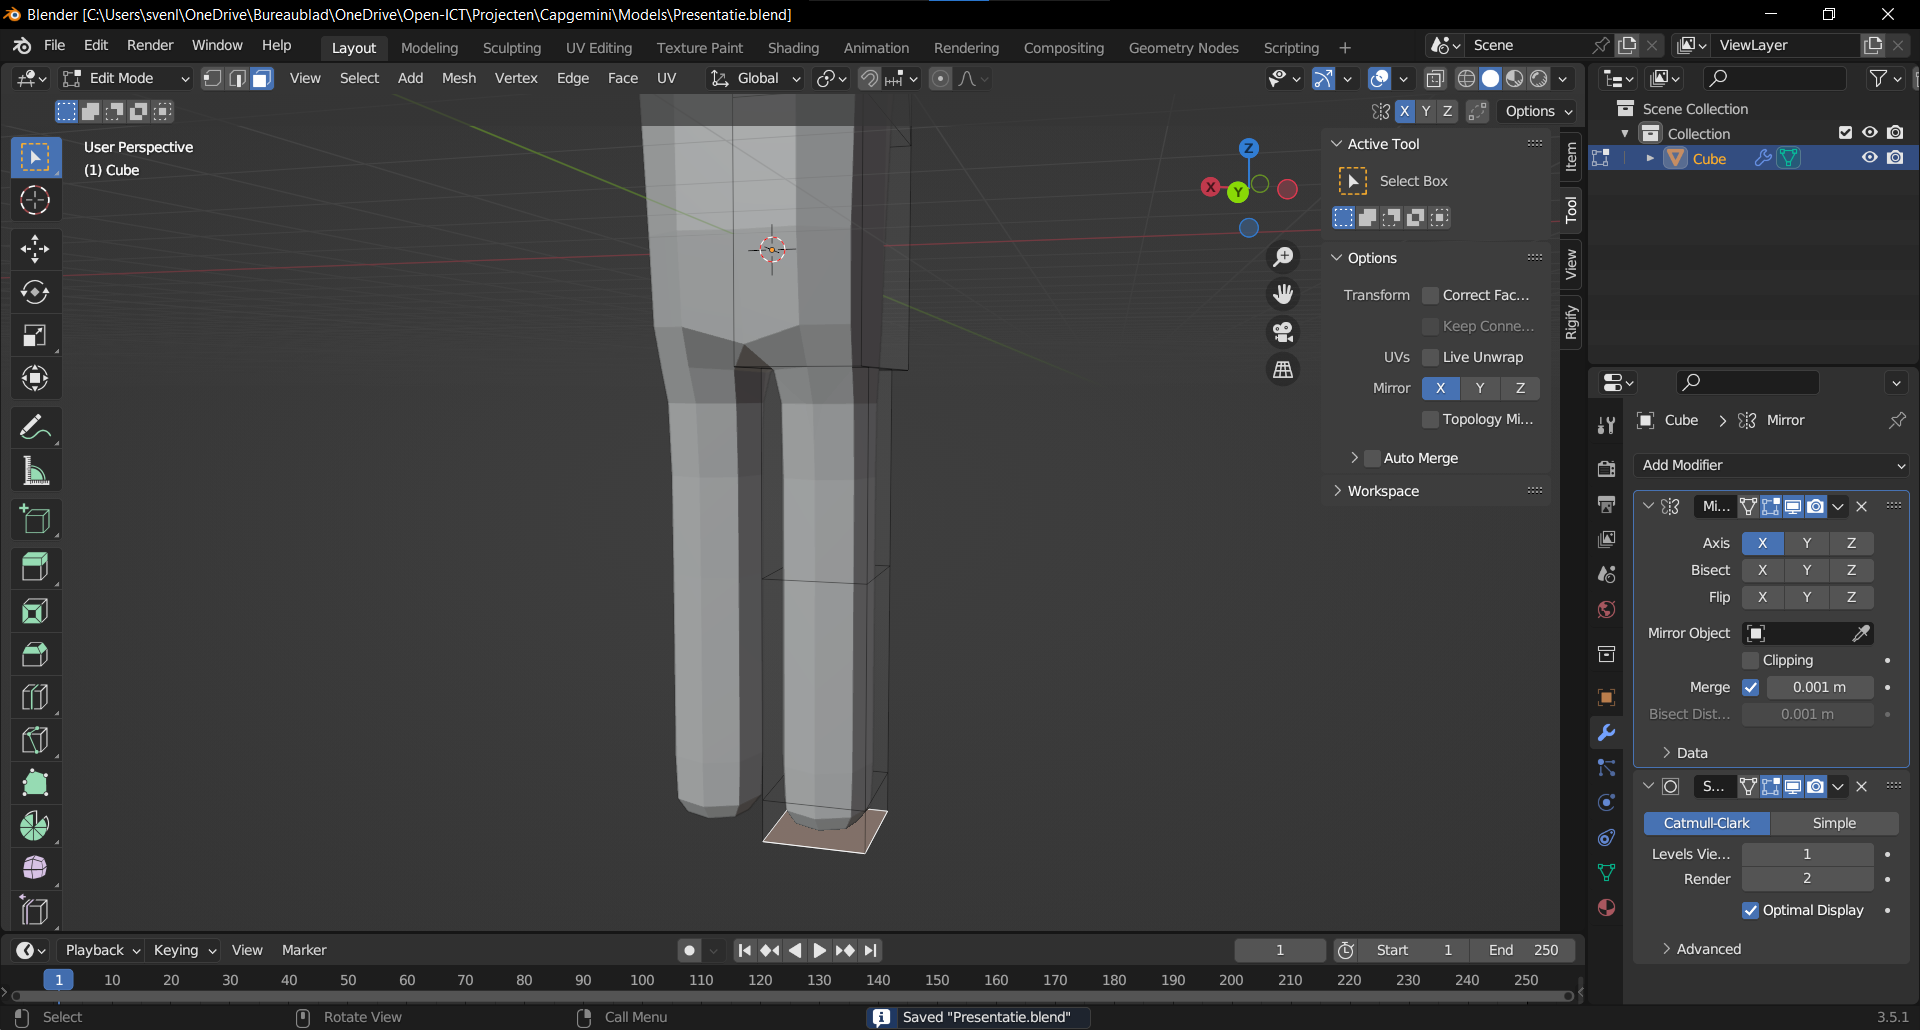 Blender [C:\Users\svenl\OneDrive\Bureaublad\OneDrive\Open-ICT\Projecten\Capgemini\Models\Presentatie.blend]
File Edit Render Window Help Layout Modeling Sculpting UV Editing Texture Paint Shading Animation Rendering Compositing Geometry Nodes Scripting + Scene ViewLayer
Edit Mode View Select Add Mesh Vertex Edge Face UV Global
X Y Z Options
User Perspective
(1) Cube
Z
X
Y
Active Tool
Select Box
Options
Transform Correct Fac...
Keep Conne...
UVs Live Unwrap
Mirror X Y Z
Topology Mi...
Auto Merge
Workspace
Item
Tool
View
Rigify
Scene Collection
Collection
Cube
Cube > Mirror
Add Modifier
Mi...
Axis X Y Z
Bisect X Y Z
Flip X Y Z
Mirror Object
Clipping
Merge 0.001 m
Bisect Dist... 0.001 m
Data
S...
Catmull-Clark Simple
Levels Vie... 1
Render 2
Optimal Display
Advanced
Playback Keying View Marker 1 Start 1 End 250
1 10 20 30 40 50 60 70 80 90 100 110 120 130 140 150 160 170 180 190 200 210 220 230 240 250
Select Rotate View Call Menu Saved "Presentatie.blend" 3.5.1